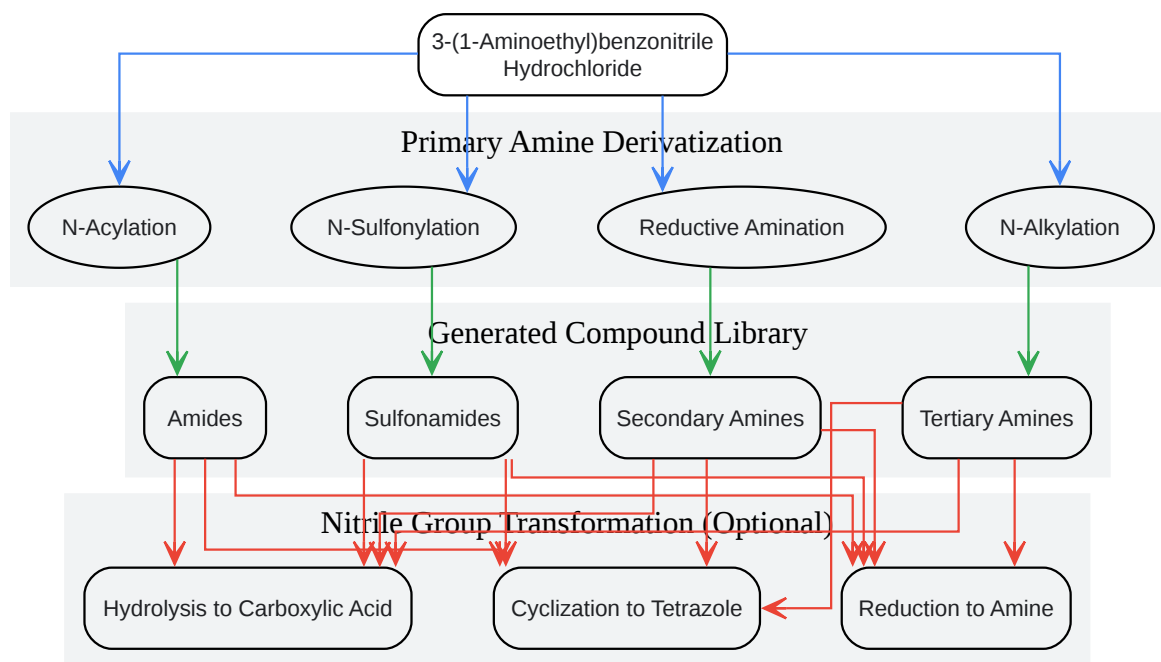 3-(1-Aminoethyl)benzonitrile
Hydrochloride
Primary Amine Derivatization
N-Acylation
N-Sulfonylation
Reductive Amination
N-Alkylation
Generated Compound Library
Amides
Sulfonamides
Secondary Amines
Tertiary Amines
Nitrile Group Transformation (Optional)
Hydrolysis to Carboxylic Acid
Cyclization to Tetrazole
Reduction to Amine